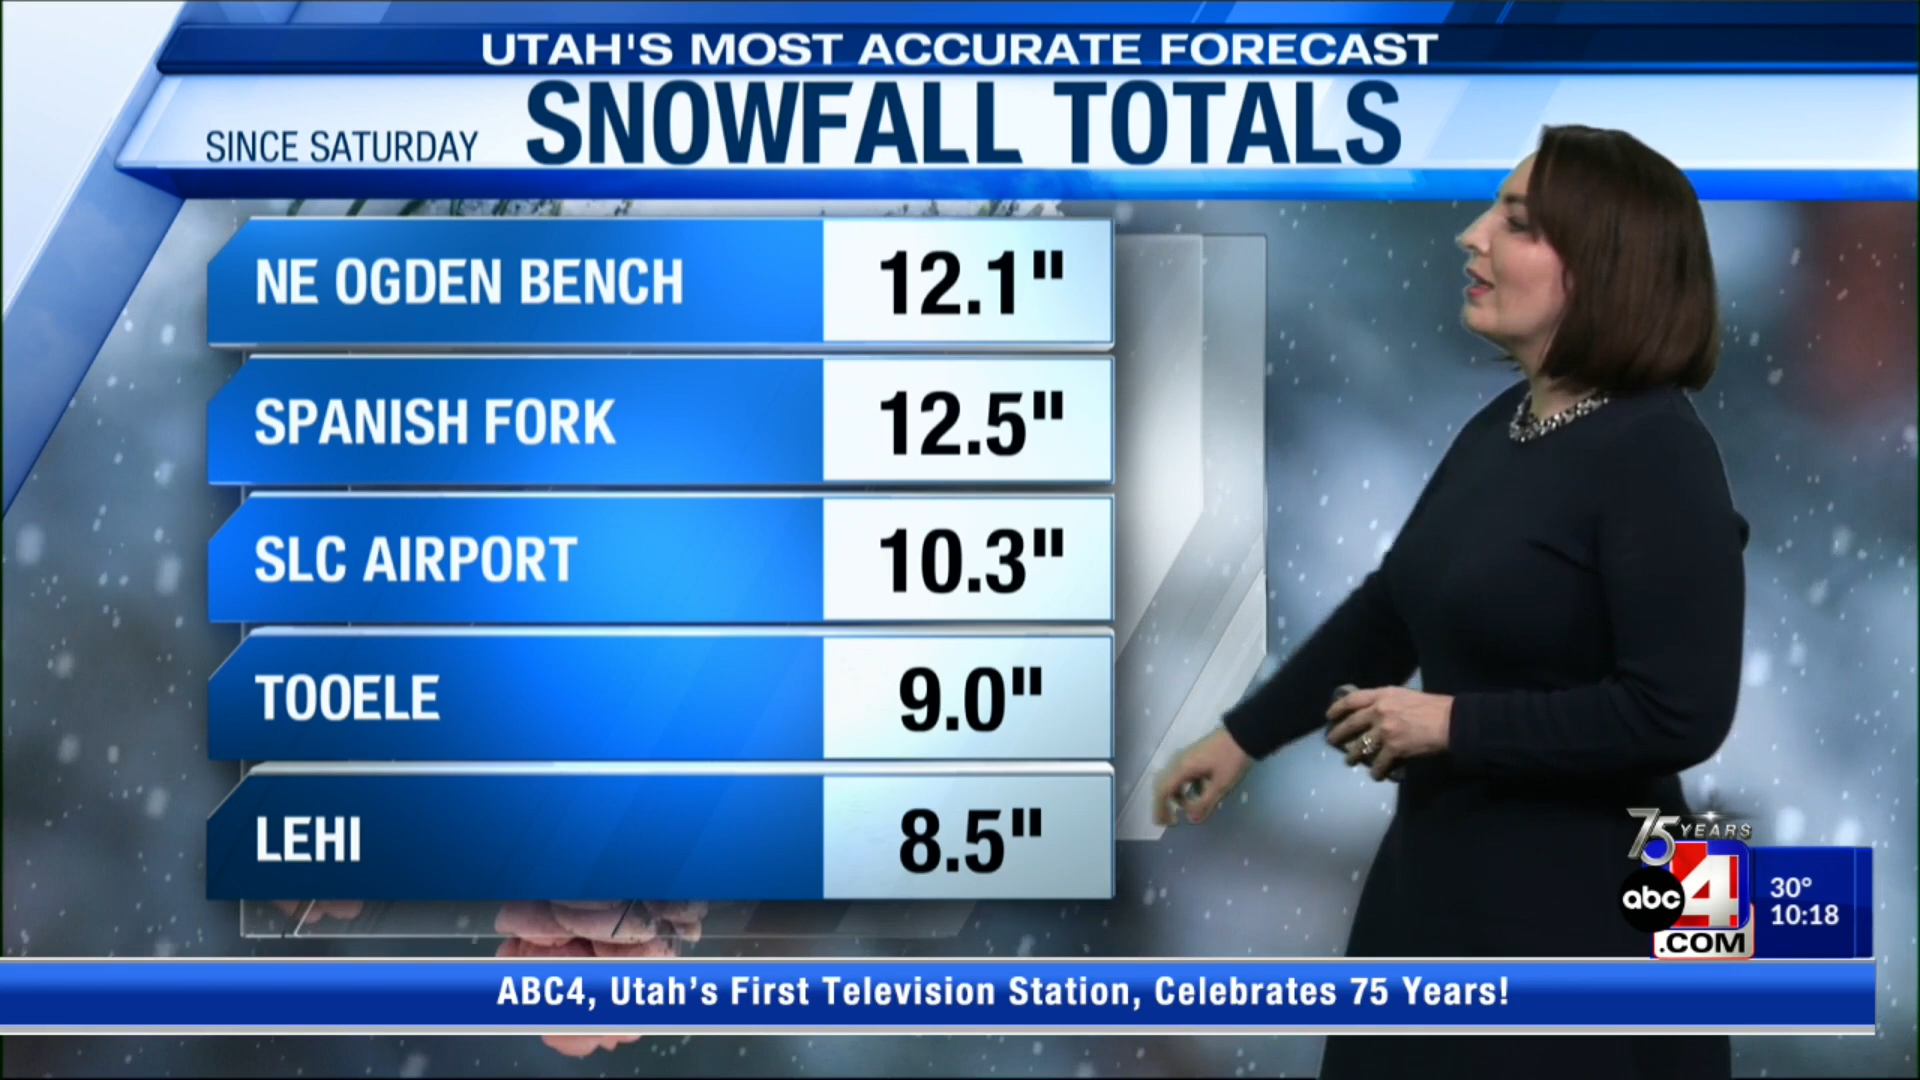 UTAH'S MOST ACCURATE FORECAST
SINCE SATURDAY SNOWFALL TOTALS
NE OGDEN BENCH 12.1"
SPANISH FORK 12.5"
SLC AIRPORT 10.3"
TOOELE 9.0"
LEHI 8.5"
75 YEARS
abc 4
.COM
30°
10:18
ABC4, Utah's First Television Station, Celebrates 75 Years!